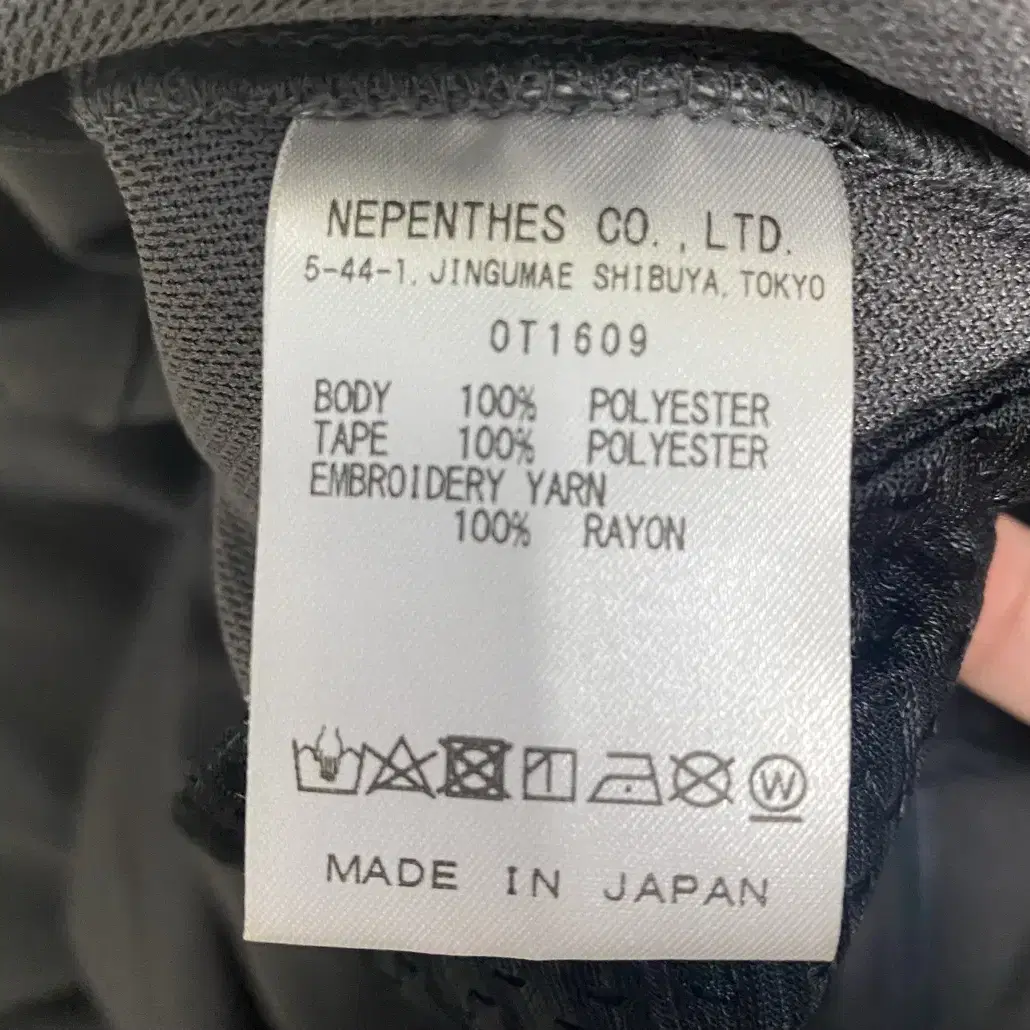 NEPENTHES CO., LTD.
5-44-1, JINGUMAE SHIBUYA, TOKYO
OT1609
BODY 100% POLYESTER
TAPE 100% POLYESTER
EMBROIDERY YARN
100% RAYON
W
MADE IN JAPAN